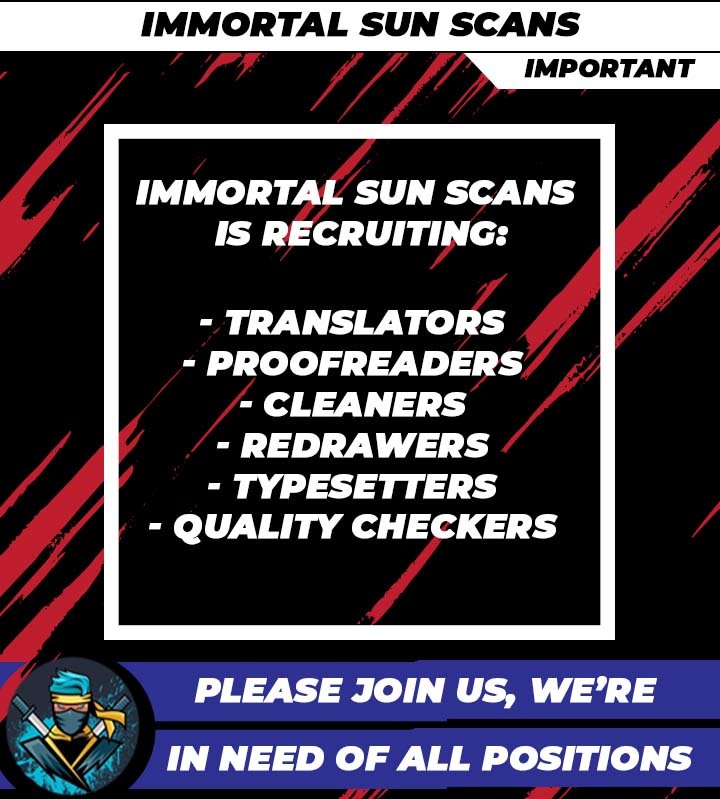 IMMORTAL SUN SCANS
IMPORTANT
IMMORTAL SUN SCANS
IS RECRUITING:
- TRANSLATORS
- PROOFREADERS
- CLEANERS
- REDRAWERS
- TYPESETTERS
- QUALITY CHECKERS
PLEASE JOIN US, WE'RE
IN NEED OF ALL POSITIONS